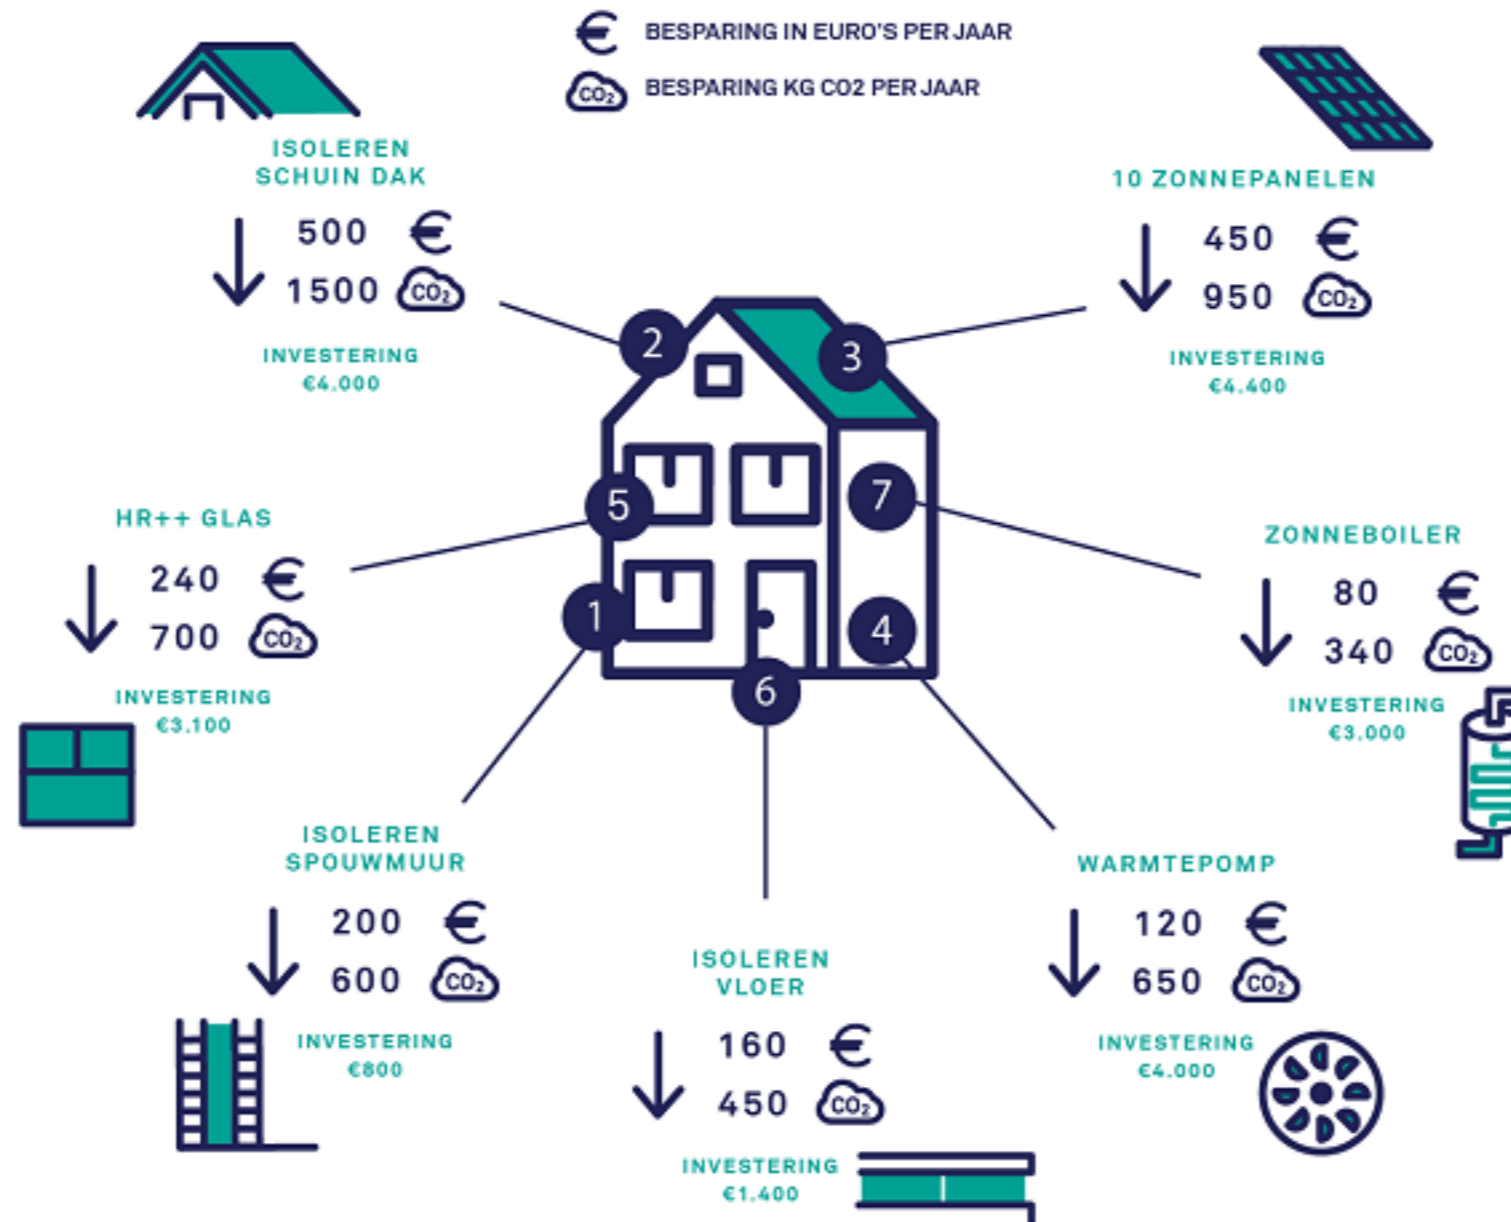 € BESPARING IN EURO'S PER JAAR
CO₂ BESPARING KG CO2 PER JAAR
ISOLEREN
SCHUIN DAK
500 €
1500 CO₂
INVESTERING
€4.000
10 ZONNEPANELEN
450 €
950 CO₂
INVESTERING
€4.400
2
3
5
7
1
4
6
HR++ GLAS
240 €
700 CO₂
INVESTERING
€3.100
ZONNEBOILER
80 €
340 CO₂
INVESTERING
€3.000
ISOLEREN
SPOUWMUUR
200 €
600 CO₂
INVESTERING
€800
ISOLEREN
VLOER
160 €
450 CO₂
INVESTERING
€1.400
WARMTEPOMP
120 €
650 CO₂
INVESTERING
€4.000